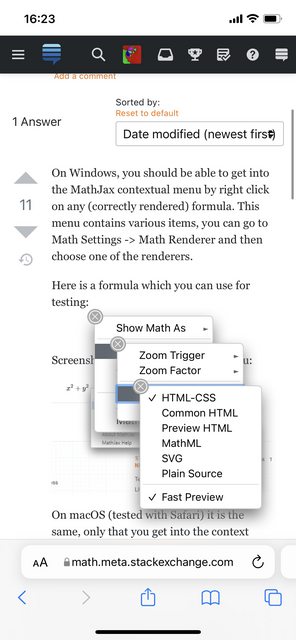 16:23
Add a comment
Sorted by:
Reset to default
1 Answer
Date modified (newest first)
On Windows, you should be able to get into
the MathJax contextual menu by right click
on any (correctly rendered) formula. This
11
menu contains various items, you can go to
Math Settings -> Math Renderer and then
choose one of the renderers.
Here is a formula which you can use for
testing:
Show Math As
Zoom Trigger
Zoom Factor
HTML-CSS
Common HTML
Preview HTML
MathML
SVG
Plain Source
Fast Preview
MathJax Help
On macOS (tested with Safari) it is the
same, only that you get into the context
AA math.meta.stackexchange.com